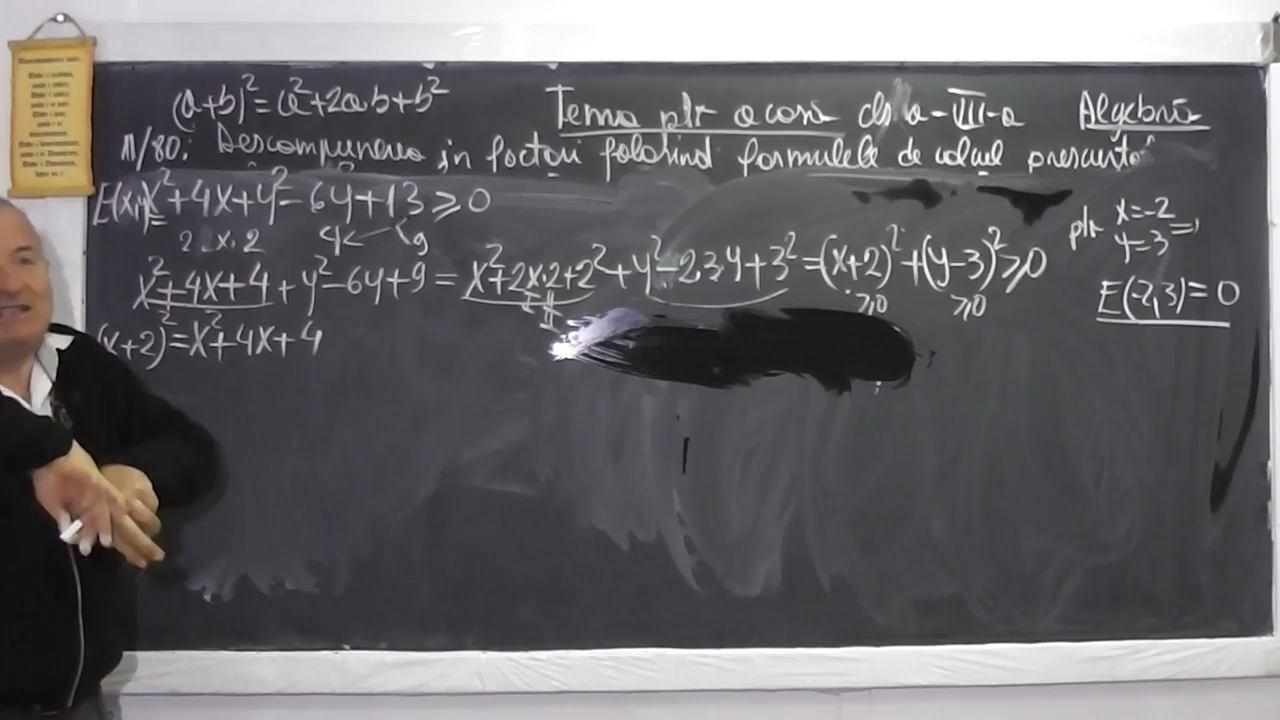 (a+b)²=a²+2ab+b²
Tema ptr acasă cls a-VII-a Algebră
11/80. Descompunerea în factori folosind formulele de calcul prescurtat
E(x,y)=x²+4x+y²-6y+13≥0
2·x·2 4 9
x²+4x+4+y²-6y+9=x²+2x·2+2²+y²-2·3·y+3²=(x+2)²+(y-3)²≥0
≥0 ≥0
(x+2)²=x²+4x+4
ptr x=-2
y=3 ⇒
E(-2,3)=0